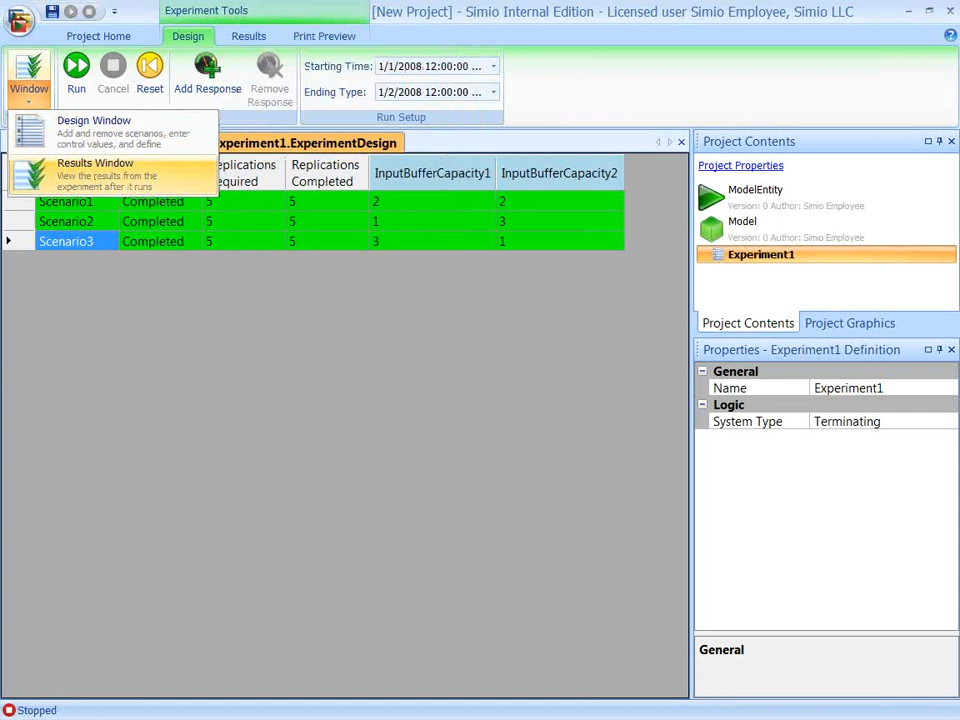 Experiment Tools
[New Project] - Simio Internal Edition - Licensed user Simio Employee, Simio LLC
Project Home
Design
Results
Print Preview
Window
Run
Cancel
Reset
Add Response
Remove
Response
Starting Time:
1/1/2008 12:00:00 ...
Ending Type:
1/2/2008 12:00:00 ...
Run Setup
Design Window
Add and remove scenarios, enter
control values, and define
Results Window
View the results from the
experiment after it runs
xperiment1.ExperimentDesign
eplications
equired
Replications
Completed
InputBufferCapacity1
InputBufferCapacity2
Scenario1 Completed 5 5 2 2
Scenario2 Completed 5 5 1 3
Scenario3 Completed 5 5 3 1
Project Contents
Project Properties
ModelEntity
Version: 0 Author: Simio Employee
Model
Version: 0 Author: Simio Employee
Experiment1
Project Contents
Project Graphics
Properties - Experiment1 Definition
General
Name Experiment1
Logic
System Type Terminating
General
Stopped